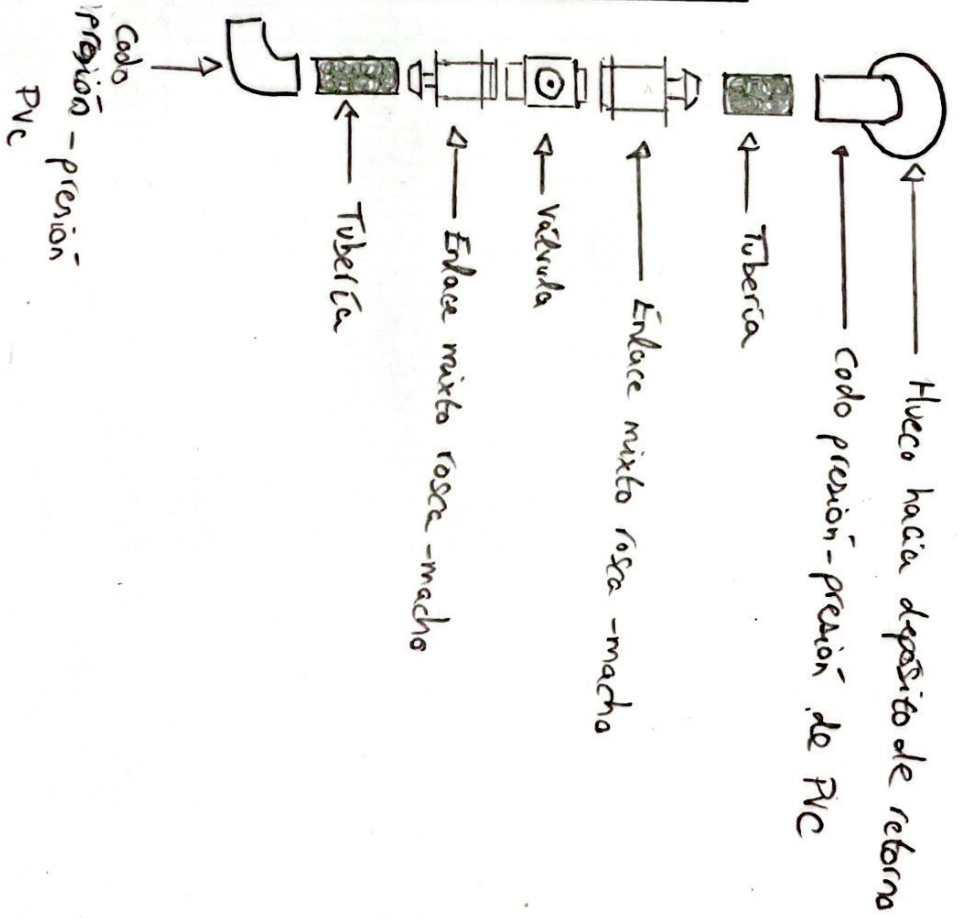 Hueco hacia depósito de retorno
Codo presión-presión de PVC
Tubería
Enlace mixto rosca-macho
Válvula
Enlace mixto rosca-macho
Tubería
Codo
presión-presión
PVC